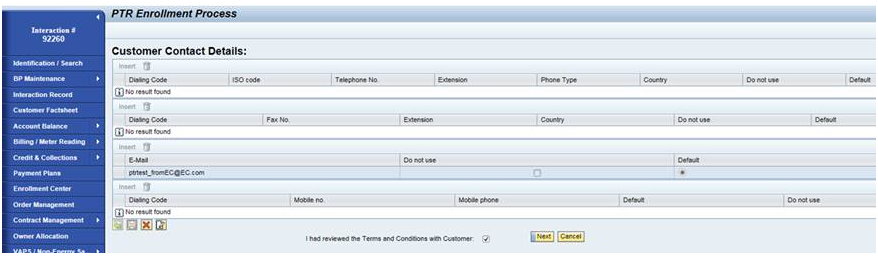 PTR Enrollment Process
Interaction #
92260
Identification / Search
BP Maintenance
Interaction Record
Customer Factsheet
Account Balance
Billing / Meter Reading
Credit & Collections
Payment Plans
Enrollment Center
Order Management
Contract Management
Owner Allocation
VAPS / Non-Energy Se
Customer Contact Details:
Insert
Dialing Code ISO code Telephone No. Extension Phone Type Country Do not use Default
No result found
Insert
Dialing Code Fax No. Extension Country Do not use Default
No result found
Insert
E-Mail Do not use Default
ptrtest_fromEC@EC.com
Insert
Dialing Code Mobile no. Mobile phone Default Do not use
No result found
I had reviewed the Terms and Conditions with Customer: Next Cancel